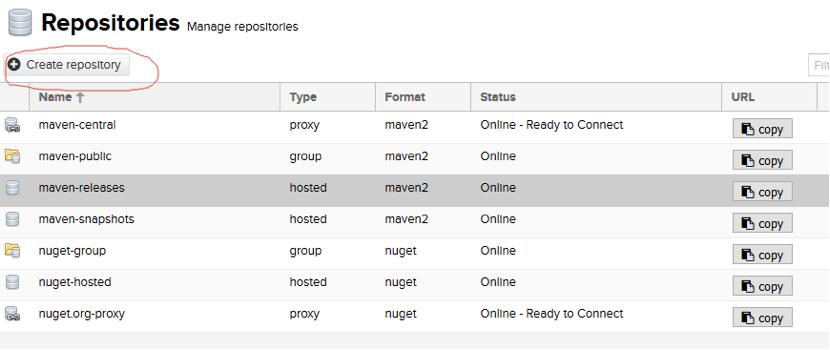 Repositories Manage repositories
Create repository
Filt
Name Type Format Status URL
maven-central proxy maven2 Online - Ready to Connect copy
maven-public group maven2 Online copy
maven-releases hosted maven2 Online copy
maven-snapshots hosted maven2 Online copy
nuget-group group nuget Online copy
nuget-hosted hosted nuget Online copy
nuget.org-proxy proxy nuget Online - Ready to Connect copy